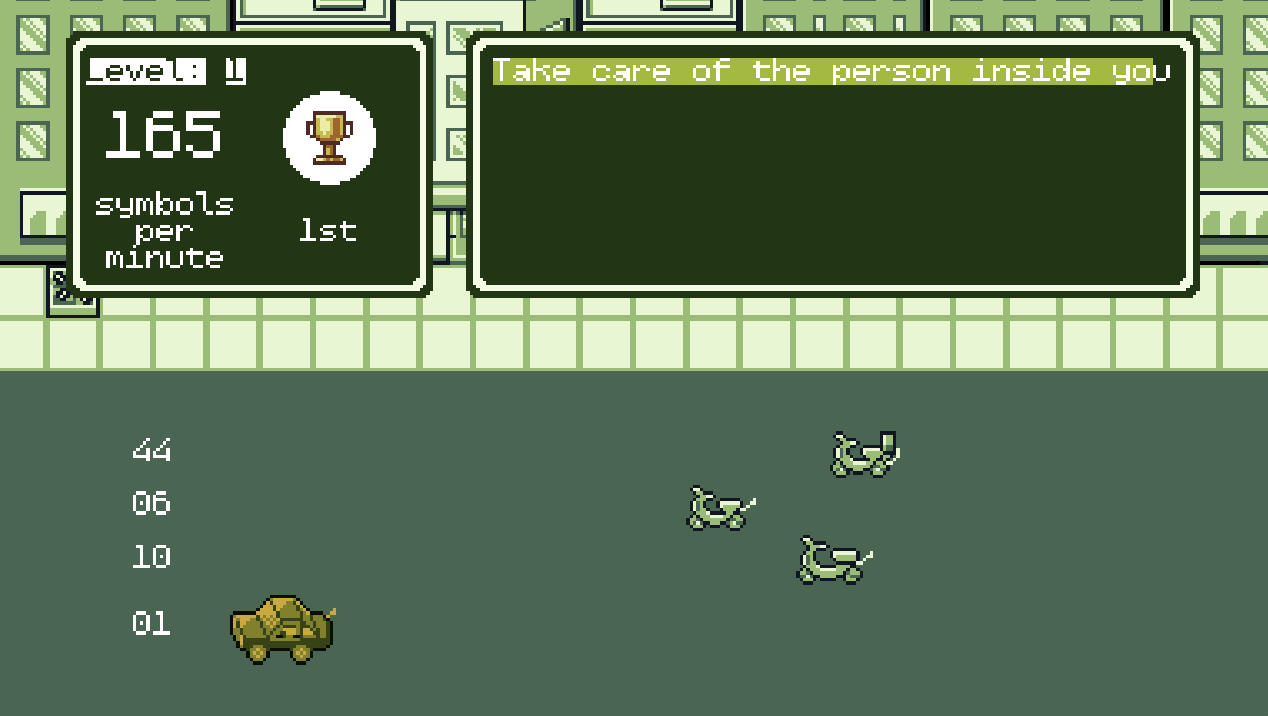 Level: 1
165
symbols
per
minute
1st
Take care of the person inside you
44
06
10
01